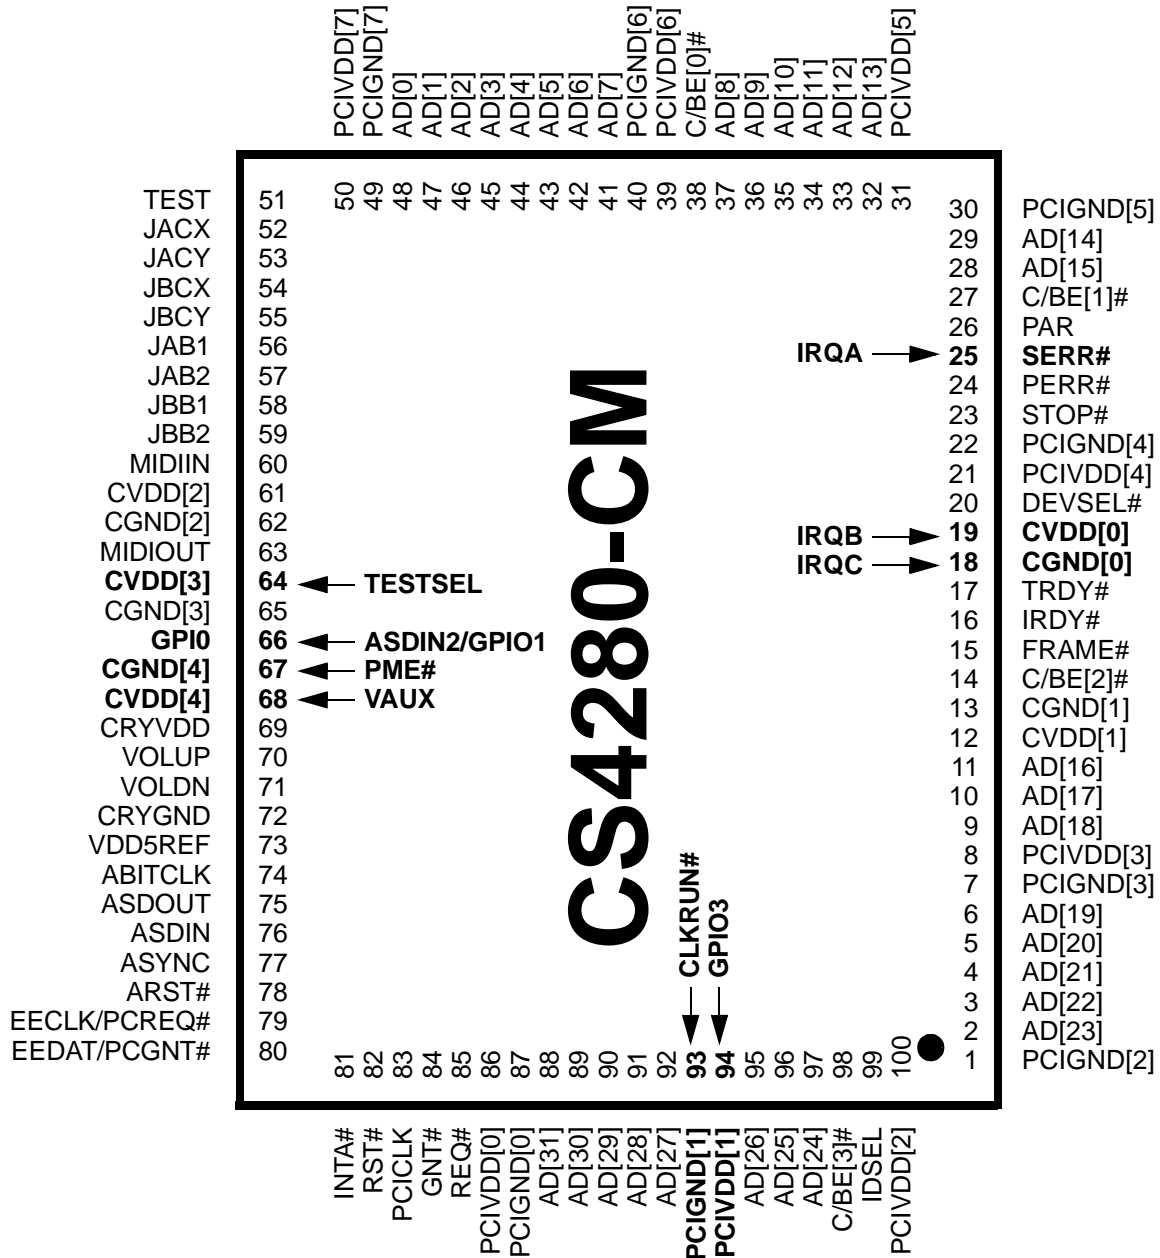 PCIVDD[7]
PCIGND[7]
AD[0]
AD[1]
AD[2]
AD[3]
AD[4]
AD[5]
AD[6]
AD[7]
PCIGND[6]
PCIVDD[6]
C/BE[0]#
AD[8]
AD[9]
AD[10]
AD[11]
AD[12]
AD[13]
PCIVDD[5]
50
49
48
47
46
45
44
43
42
41
40
39
38
37
36
35
34
33
32
31
TEST 51
JACX 52
JACY 53
JBCX 54
JBCY 55
JAB1 56
JAB2 57
JBB1 58
JBB2 59
MIDIIN 60
CVDD[2] 61
CGND[2] 62
MIDIOUT 63
CVDD[3] 64 TESTSEL
CGND[3] 65
GPI0 66 ASDIN2/GPIO1
CGND[4] 67 PME#
CVDD[4] 68 VAUX
CRYVDD 69
VOLUP 70
VOLDN 71
CRYGND 72
VDD5REF 73
ABITCLK 74
ASDOUT 75
ASDIN 76
ASYNC 77
ARST# 78
EECLK/PCREQ# 79
EEDAT/PCGNT# 80
CS4280-CM
30 PCIGND[5]
29 AD[14]
28 AD[15]
27 C/BE[1]#
26 PAR
IRQA 25 SERR#
24 PERR#
23 STOP#
22 PCIGND[4]
21 PCIVDD[4]
20 DEVSEL#
IRQB 19 CVDD[0]
IRQC 18 CGND[0]
17 TRDY#
16 IRDY#
15 FRAME#
14 C/BE[2]#
13 CGND[1]
12 CVDD[1]
11 AD[16]
10 AD[17]
9 AD[18]
8 PCIVDD[3]
7 PCIGND[3]
6 AD[19]
5 AD[20]
4 AD[21]
3 AD[22]
2 AD[23]
1 PCIGND[2]
CLKRUN#
GPIO3
81
82
83
84
85
86
87
88
89
90
91
92
93
94
95
96
97
98
99
100
INTA#
RST#
PCICLK
GNT#
REQ#
PCIVDD[0]
PCIGND[0]
AD[31]
AD[30]
AD[29]
AD[28]
AD[27]
PCIGND[1]
PCIVDD[1]
AD[26]
AD[25]
AD[24]
C/BE[3]#
IDSEL
PCIVDD[2]